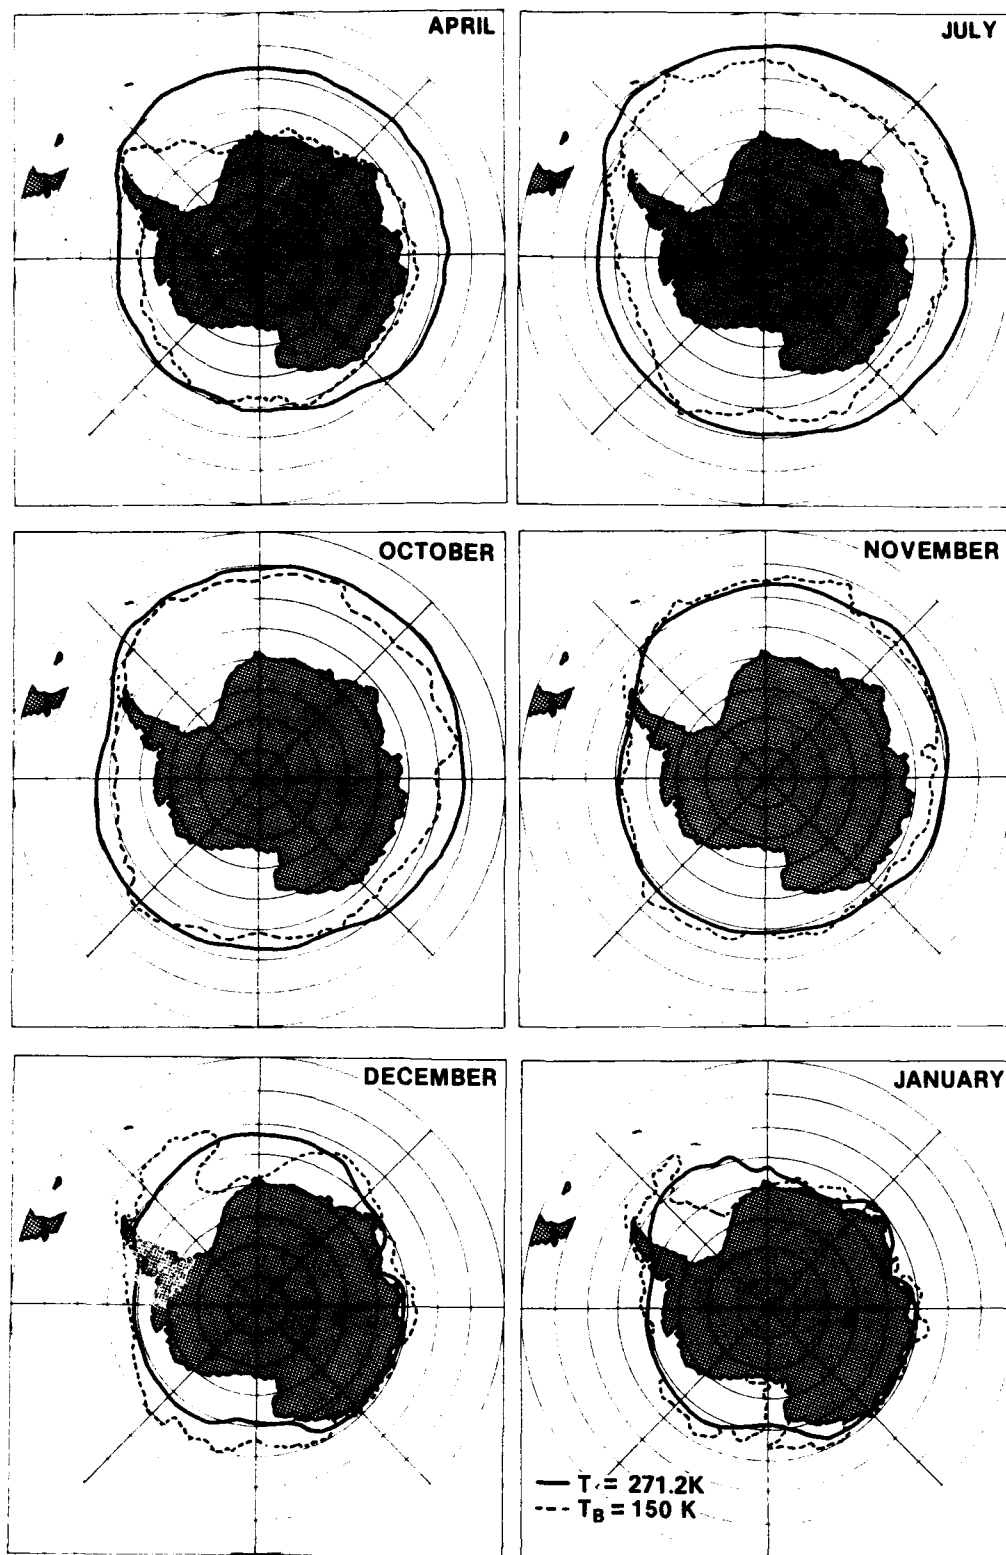 APRIL
JULY
OCTOBER
NOVEMBER
DECEMBER
JANUARY
T = 271.2K
T_B = 150 K